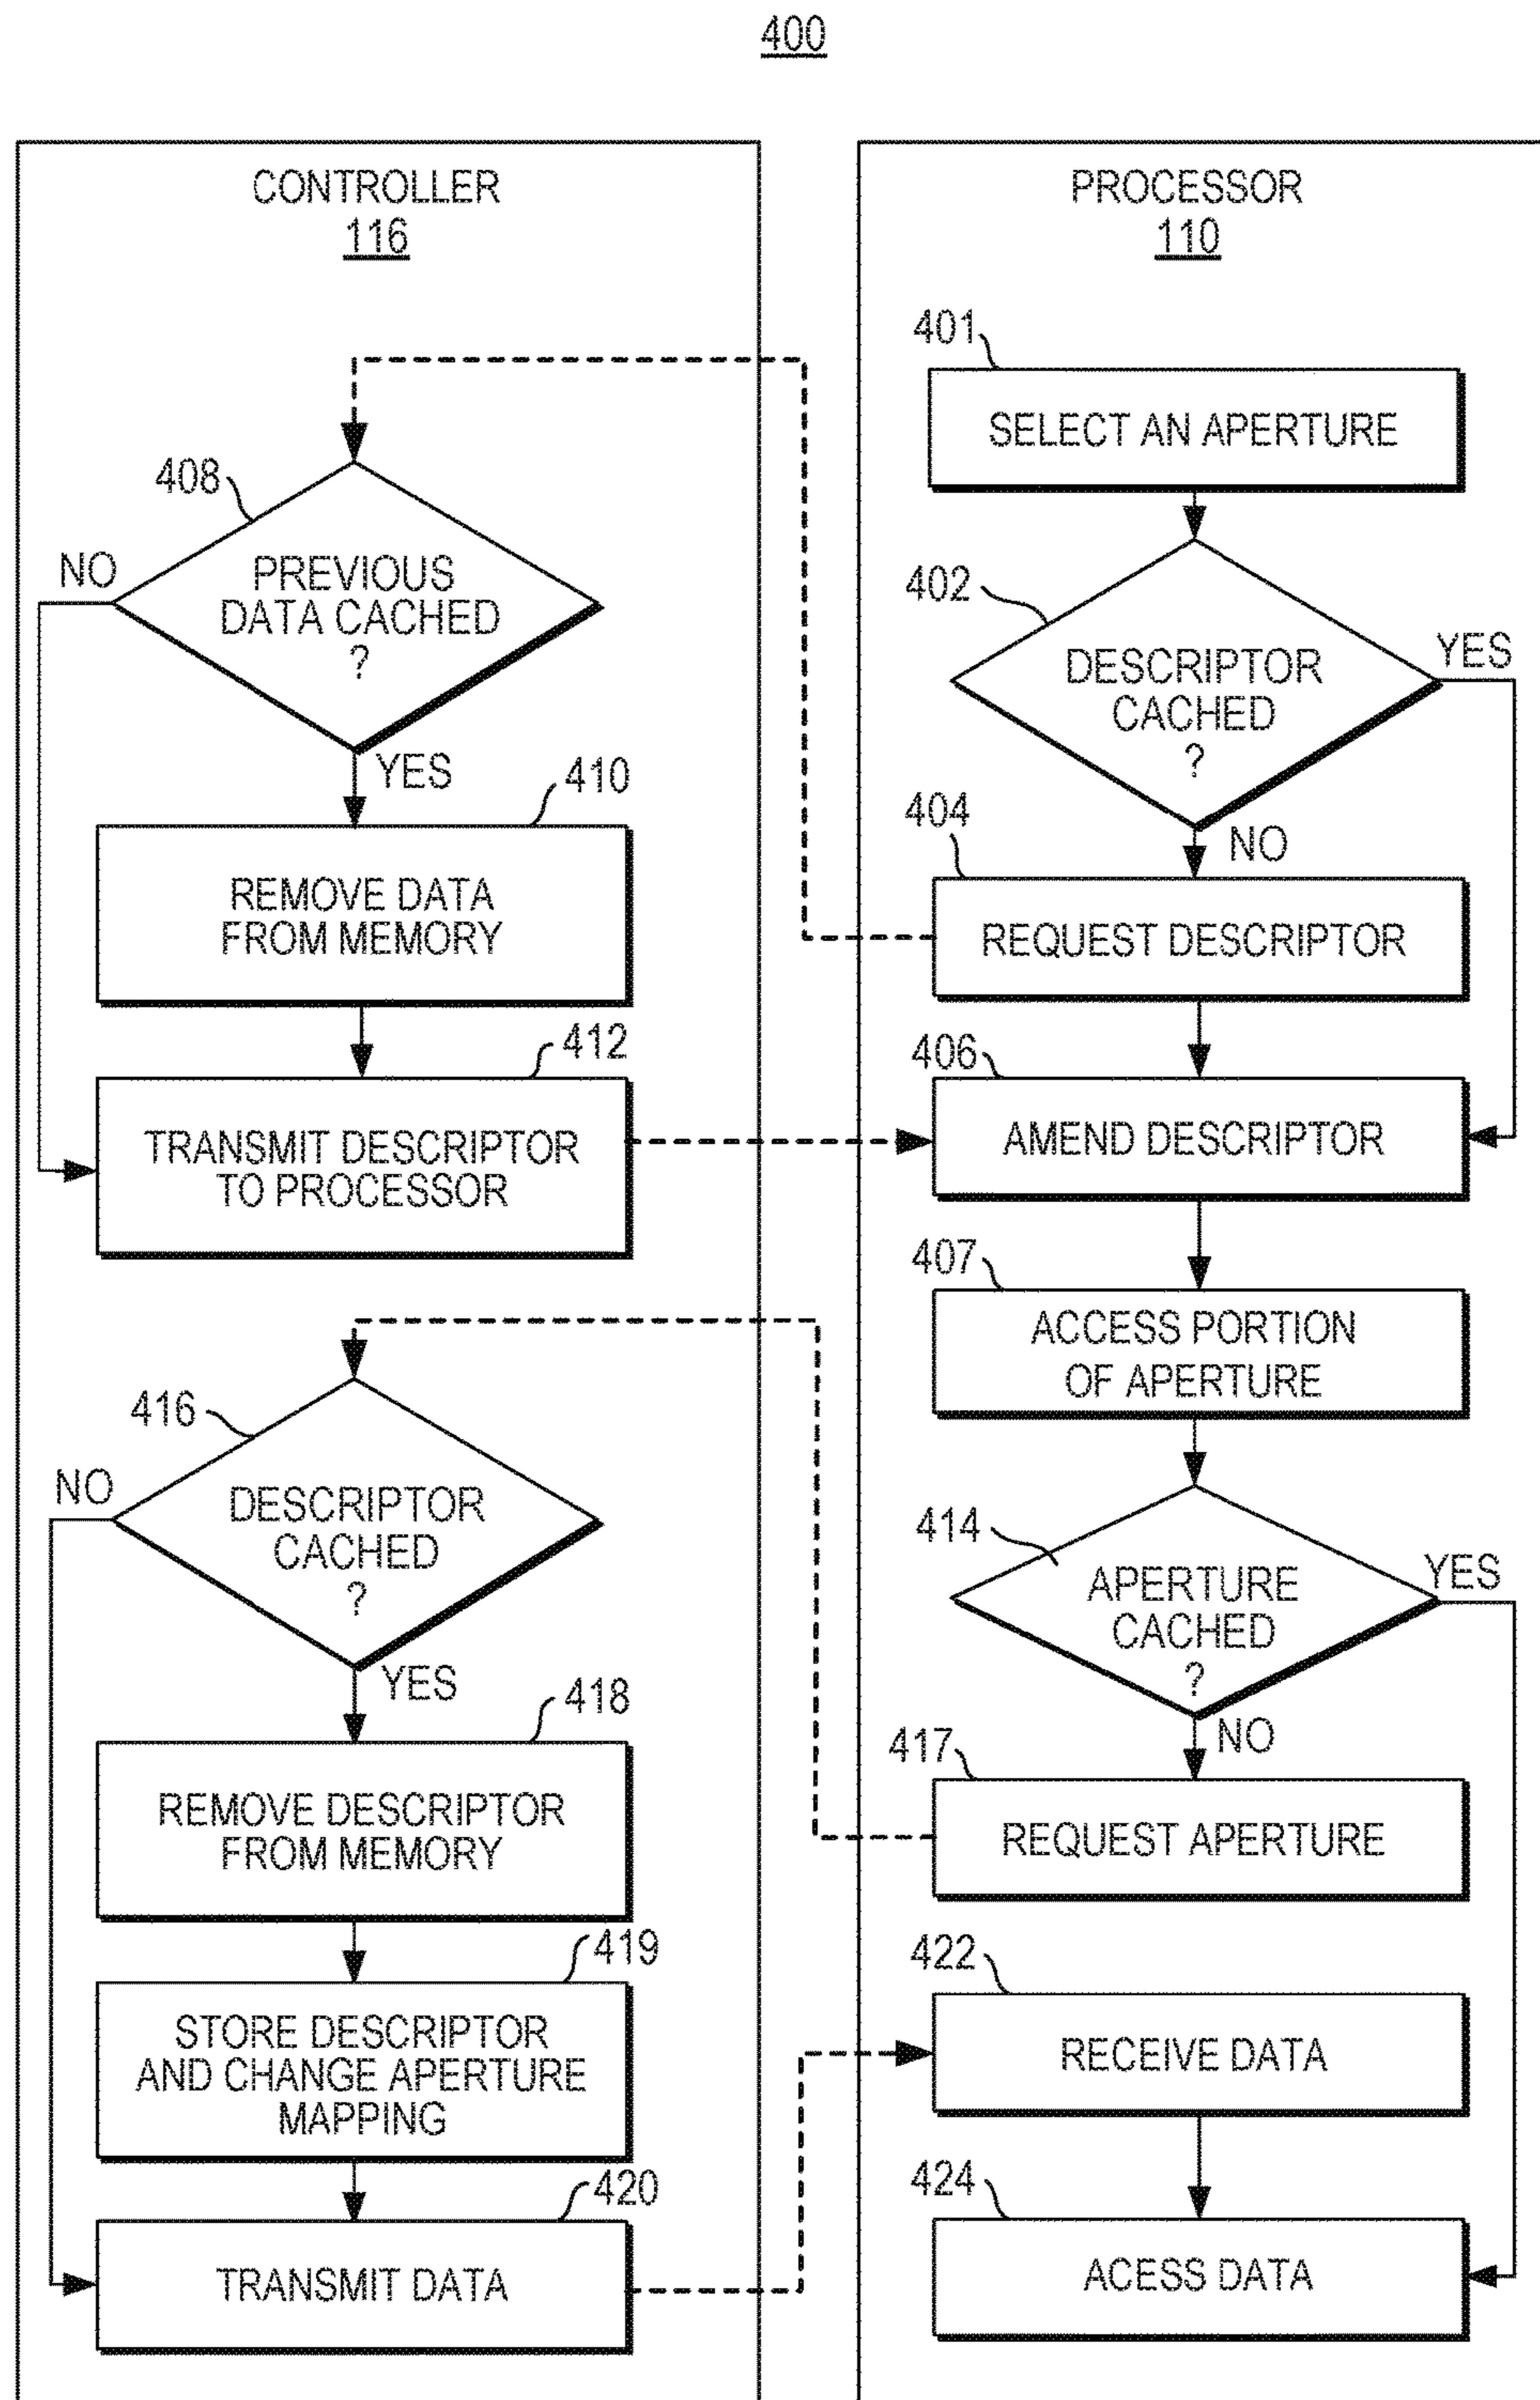 400
CONTROLLER
116
408
NO
PREVIOUS
DATA CACHED
?
YES
410
REMOVE DATA
FROM MEMORY
412
TRANSMIT DESCRIPTOR
TO PROCESSOR
416
NO
DESCRIPTOR
CACHED
?
YES
418
REMOVE DESCRIPTOR
FROM MEMORY
419
STORE DESCRIPTOR
AND CHANGE APERTURE
MAPPING
420
TRANSMIT DATA
PROCESSOR
110
401
SELECT AN APERTURE
402
DESCRIPTOR
CACHED
?
YES
NO
404
REQUEST DESCRIPTOR
406
AMEND DESCRIPTOR
407
ACCESS PORTION
OF APERTURE
414
APERTURE
CACHED
?
YES
NO
417
REQUEST APERTURE
422
RECEIVE DATA
424
ACESS DATA